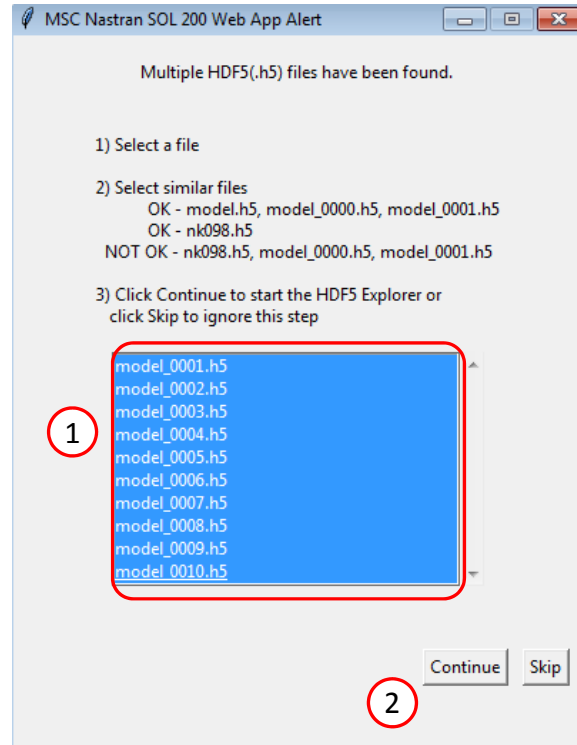 MSC Nastran SOL 200 Web App Alert
Multiple HDF5(.h5) files have been found.
1) Select a file
2) Select similar files
OK - model.h5, model_0000.h5, model_0001.h5
OK - nk098.h5
NOT OK - nk098.h5, model_0000.h5, model_0001.h5
3) Click Continue to start the HDF5 Explorer or
click Skip to ignore this step
model_0001.h5
model_0002.h5
model_0003.h5
model_0004.h5
1
model_0005.h5
model_0006.h5
model_0007.h5
model_0008.h5
model_0009.h5
model_0010.h5
Continue Skip
2